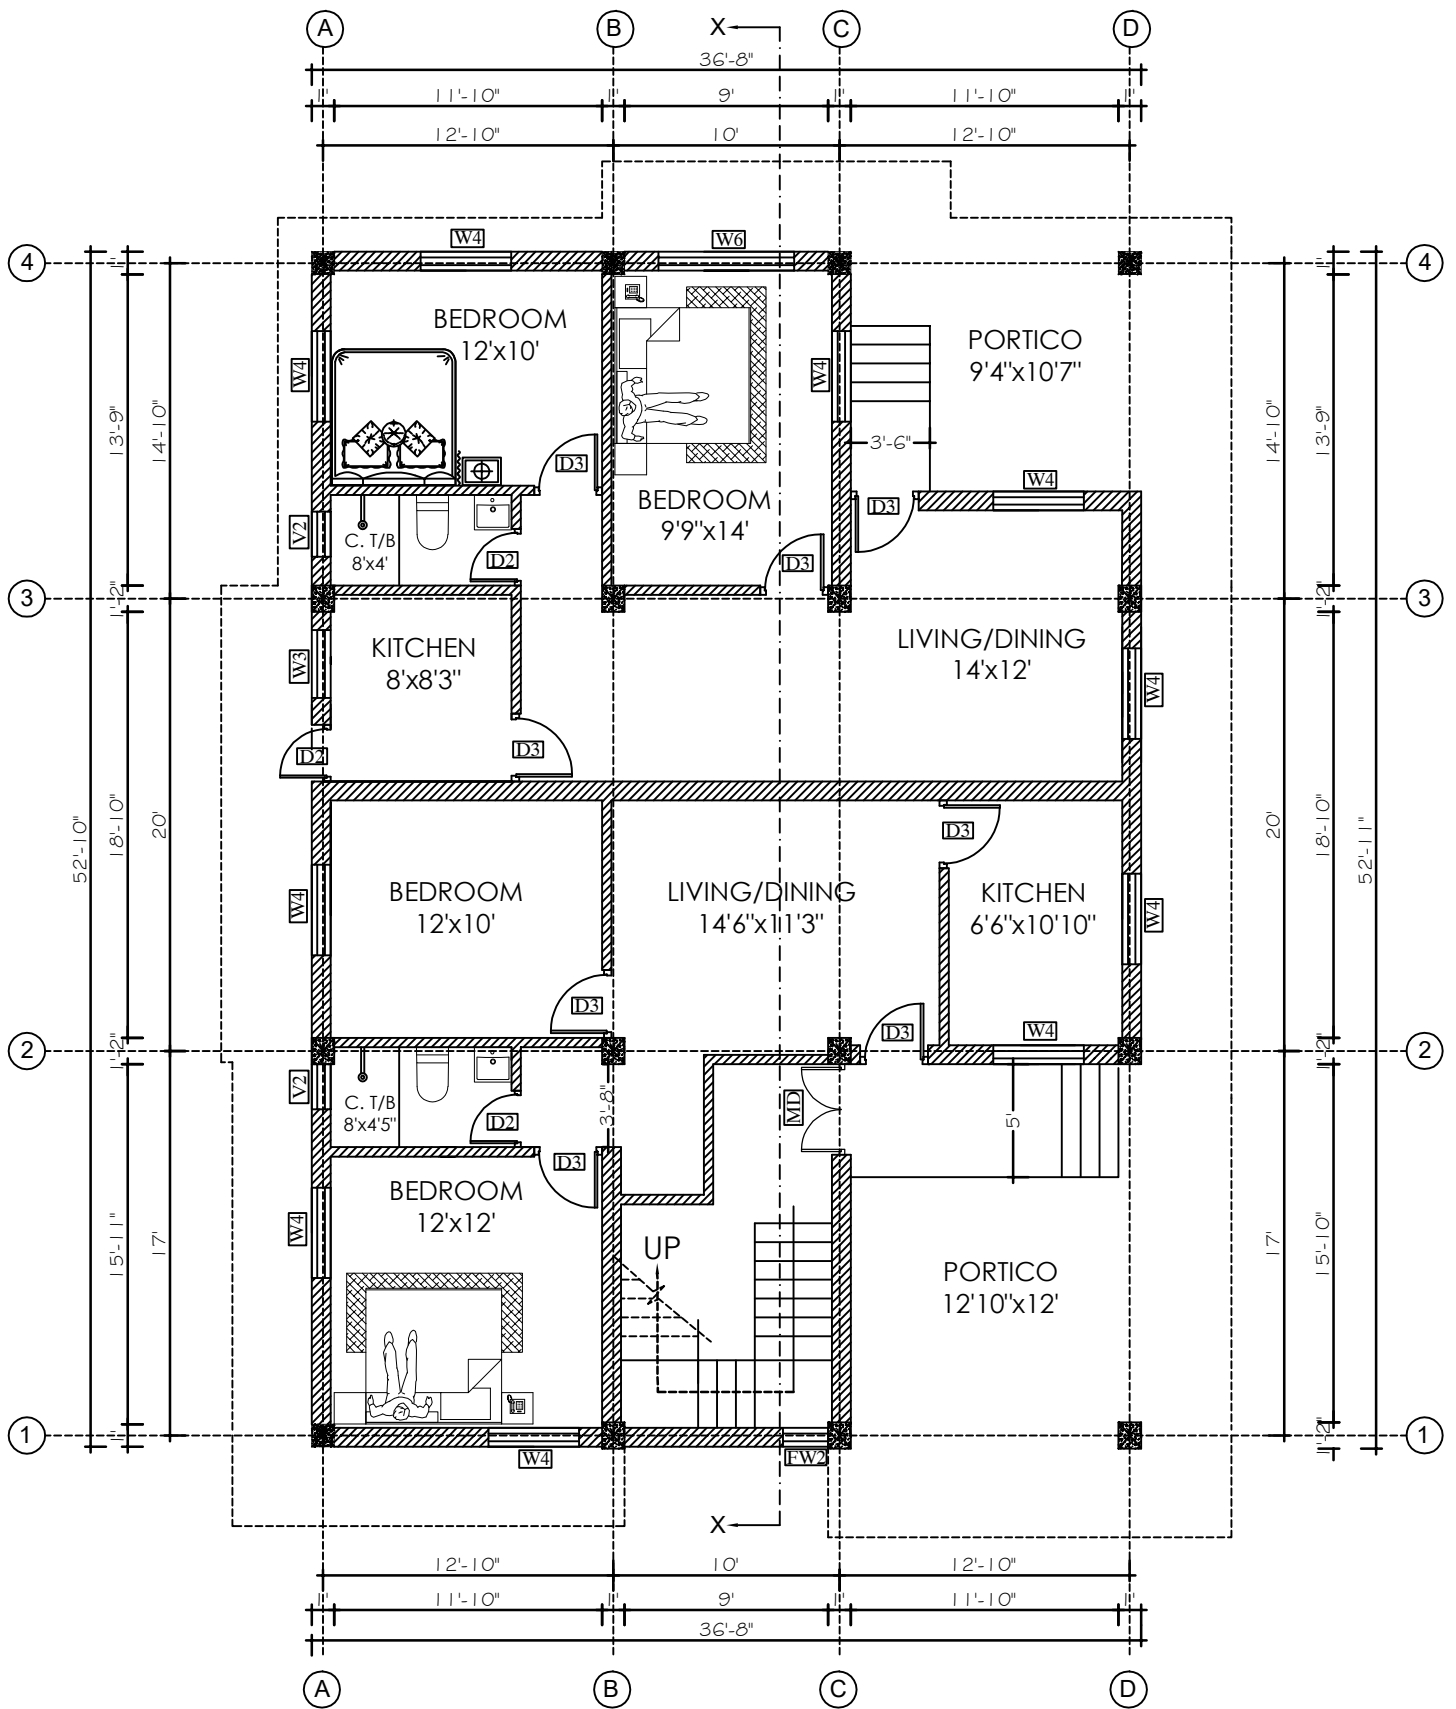 A B X C D
36'-8"
1' 11'-10" 1' 9' 1' 11'-10" 1'
12'-10" 10' 12'-10"
W4 W6
4 4
1' 1'
BEDROOM
12'x10'
PORTICO
9'4"x10'7"
W4 W4
13'-9" 14'-10" 14'-10" 13'-9"
3'-6"
D3 W4
BEDROOM
9'9"x14'
D3
V2
C. T/B
8'x4'
D2 D3
3 3
1'-2" 1'-2"
KITCHEN
8'x8'3"
LIVING/DINING
14'x12'
W3 W4
D2 D3
52'-10" 18'-10" 20' 20' 18'-10" 52'-11"
D3
BEDROOM
12'x10'
LIVING/DINING
14'6"x11'3"
KITCHEN
6'6"x10'10"
W4 W4
D3
D3 W4
2 2
1'-2" 1'-2"
V2
C. T/B
8'x4'5"
D2 3'-8" MD 5'
D3
BEDROOM
12'x12'
W4
15'-11" 17' 17' 15'-10"
UP
PORTICO
12'10"x12'
1 1
1' 1'-2"
W4 FW2
X
12'-10" 10' 12'-10"
1' 11'-10" 1' 9' 1' 11'-10" 1'
36'-8"
A B C D